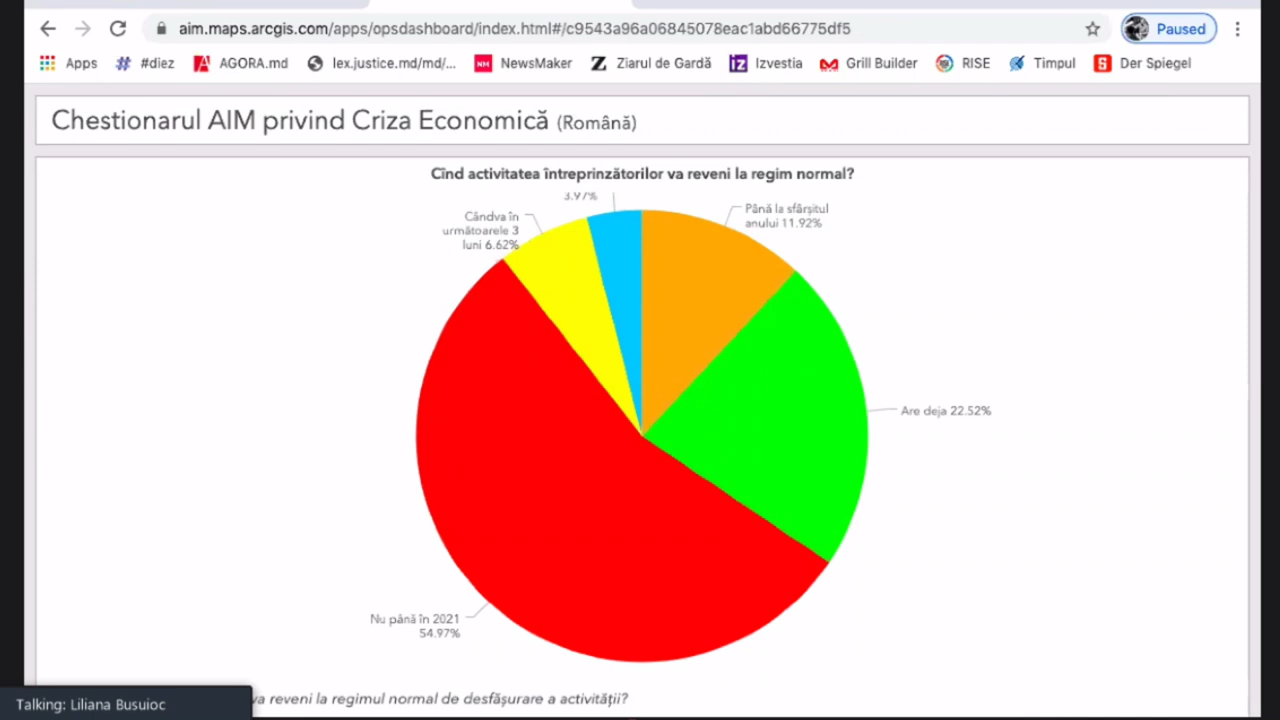 aim.maps.arcgis.com/apps/opsdashboard/index.html#/c9543a96a06845078eac1abd66775df5
Paused
Apps #diez AGORA.md lex.justice.md/md/... NM NewsMaker Z Ziarul de Gardă iz Izvestia Grill Builder RISE Timpul S Der Spiegel
Chestionarul AIM privind Criza Economică (Română)
Cînd activitatea întreprinzătorilor va reveni la regim normal?
3.97%
Cândva în
următoarele 3
luni 6.62%
Până la sfârșitul
anului 11.92%
Are deja 22.52%
Nu până în 2021
54.97%
va reveni la regimul normal de desfășurare a activității?
Talking: Liliana Busuioc